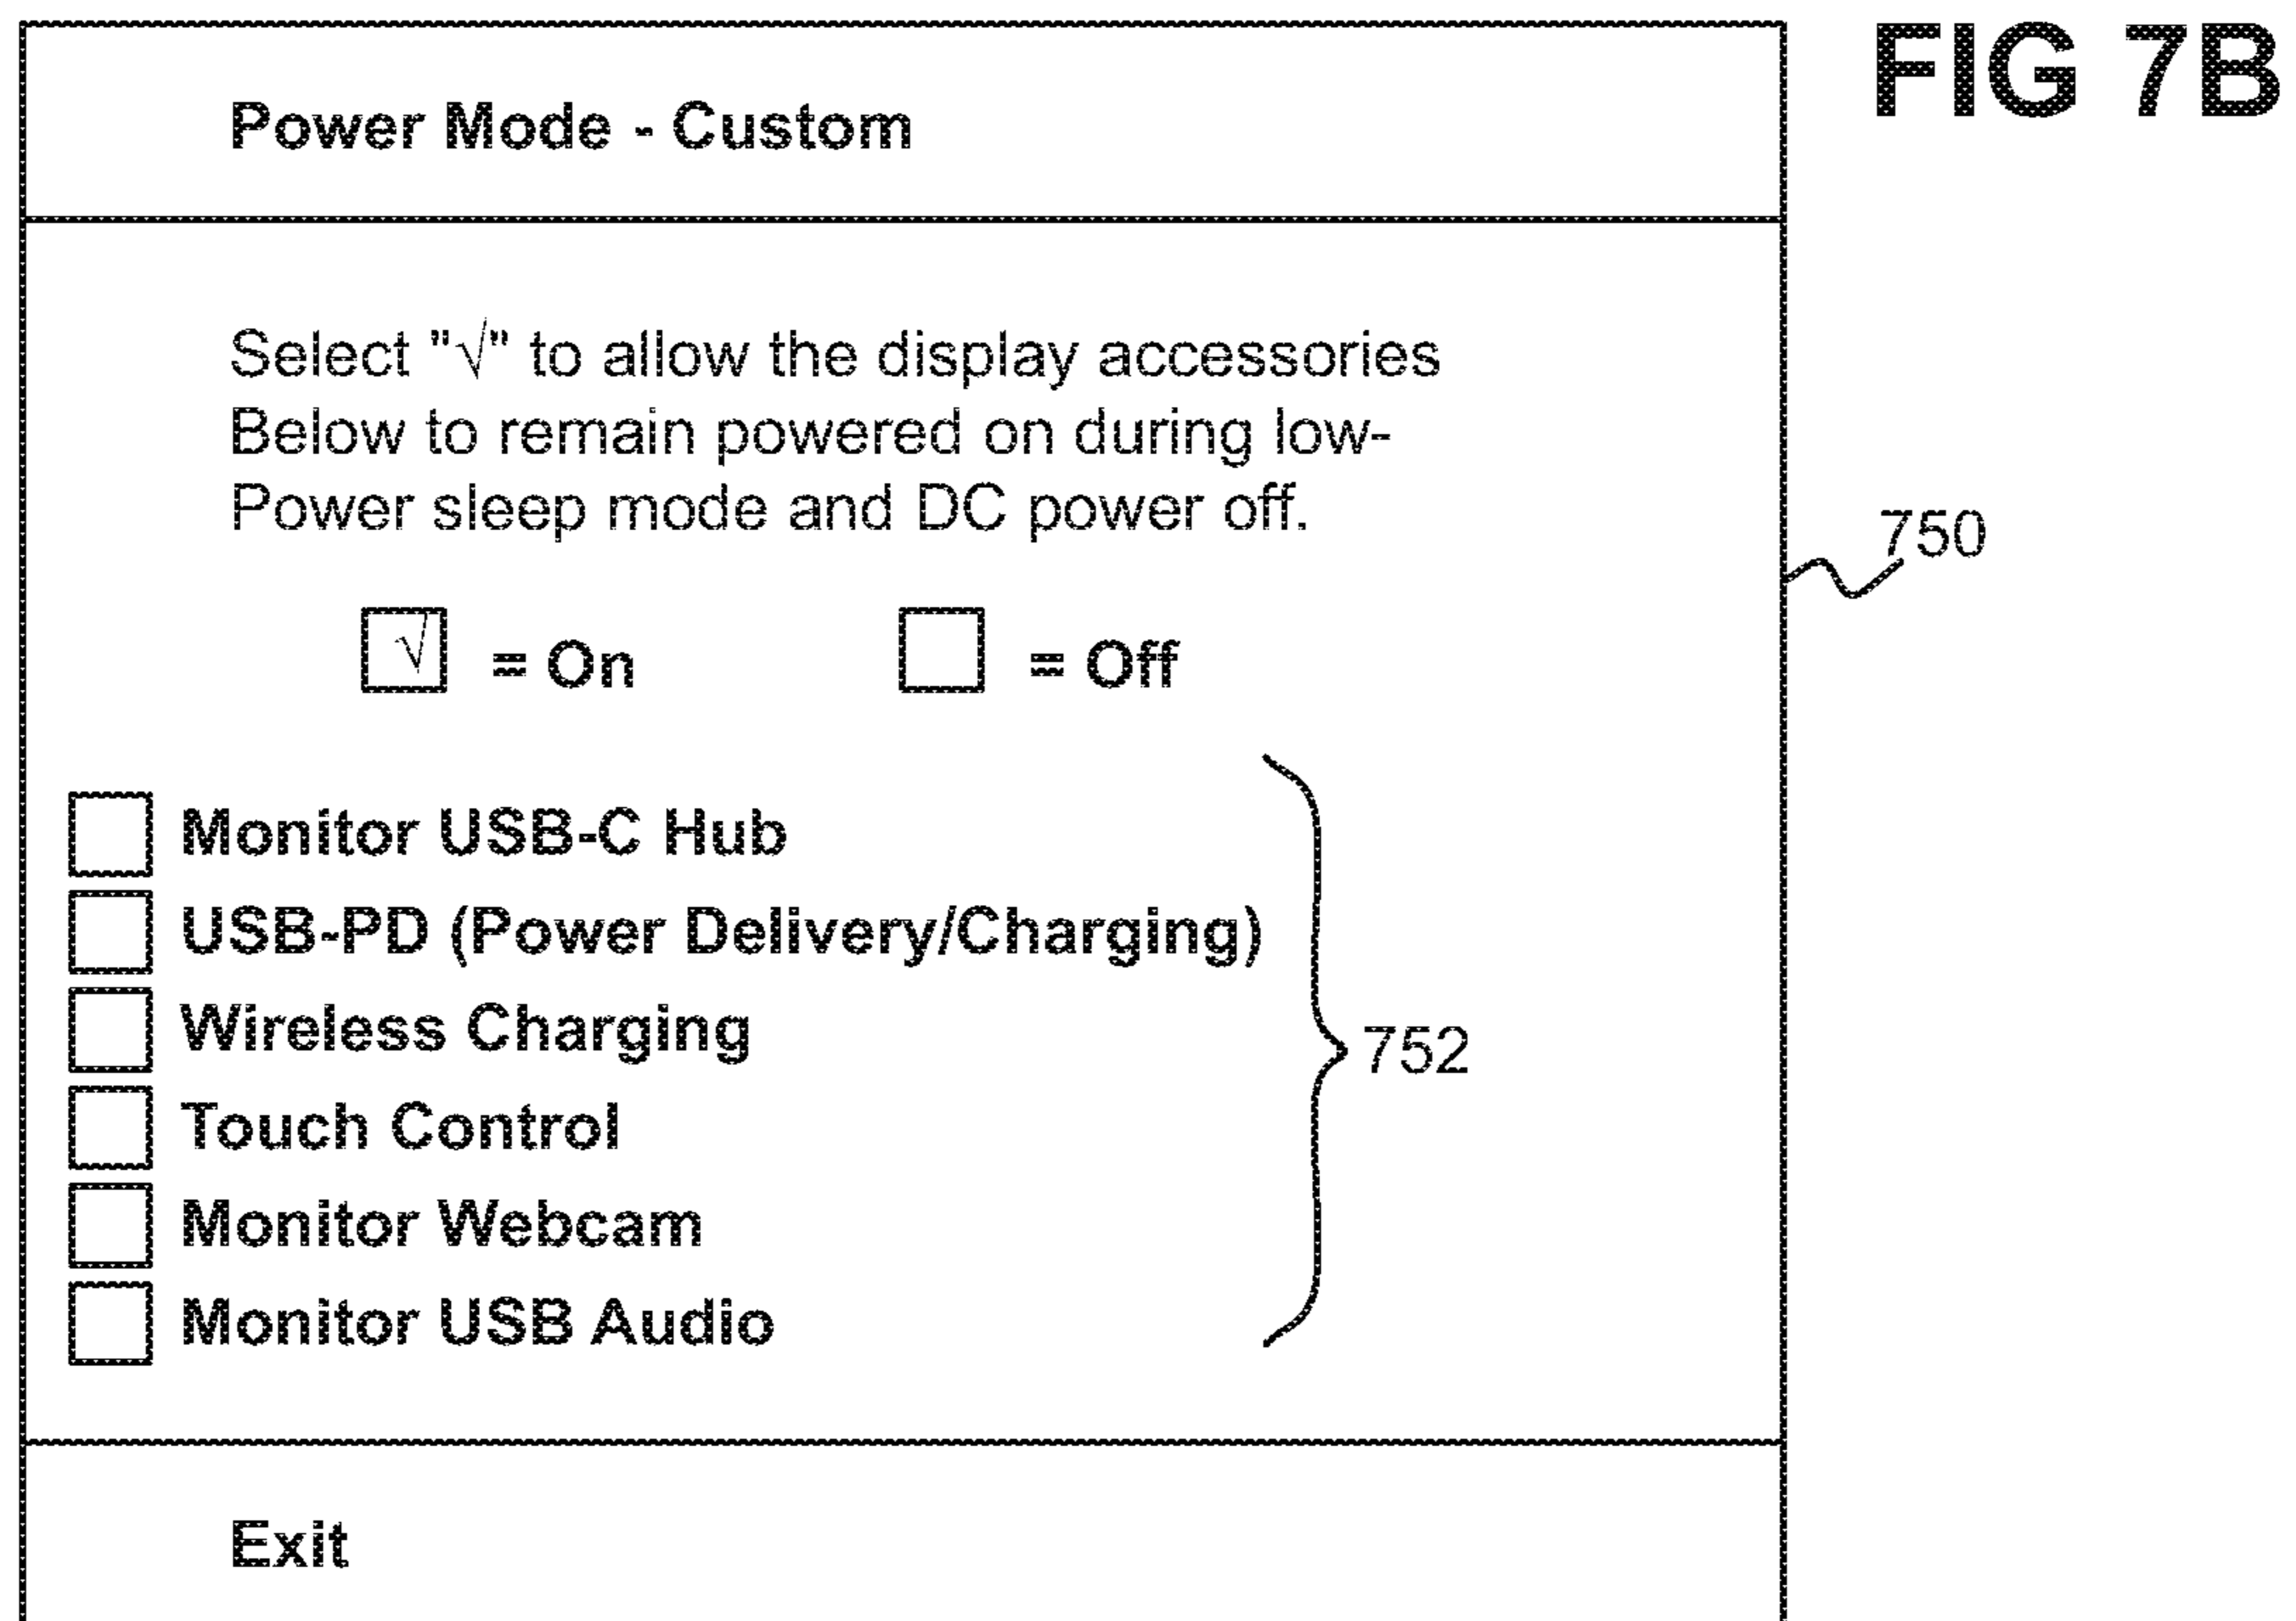 FIG 7B
Power Mode - Custom
Select "√" to allow the display accessories
Below to remain powered on during low-
Power sleep mode and DC power off.
750
√ = On = Off
Monitor USB-C Hub
USB-PD (Power Delivery/Charging)
Wireless Charging
752
Touch Control
Monitor Webcam
Monitor USB Audio
Exit